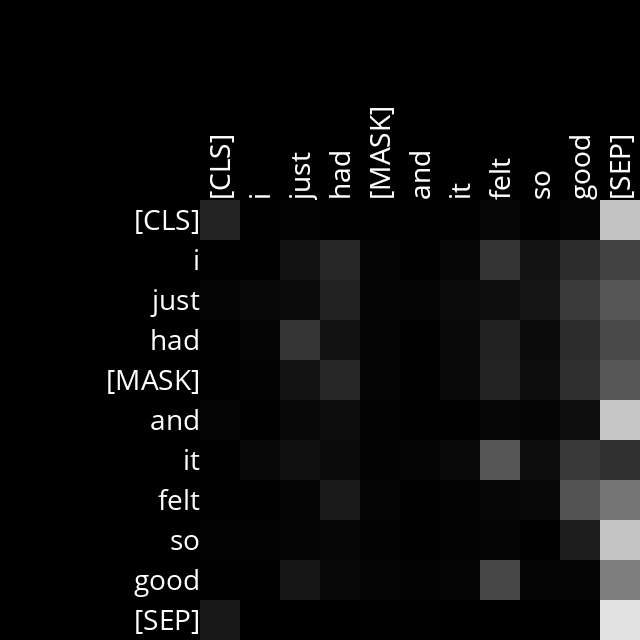 [CLS] i just had [MASK] and it felt so good [SEP]
[CLS]
i
just
had
[MASK]
and
it
felt
so
good
[SEP]